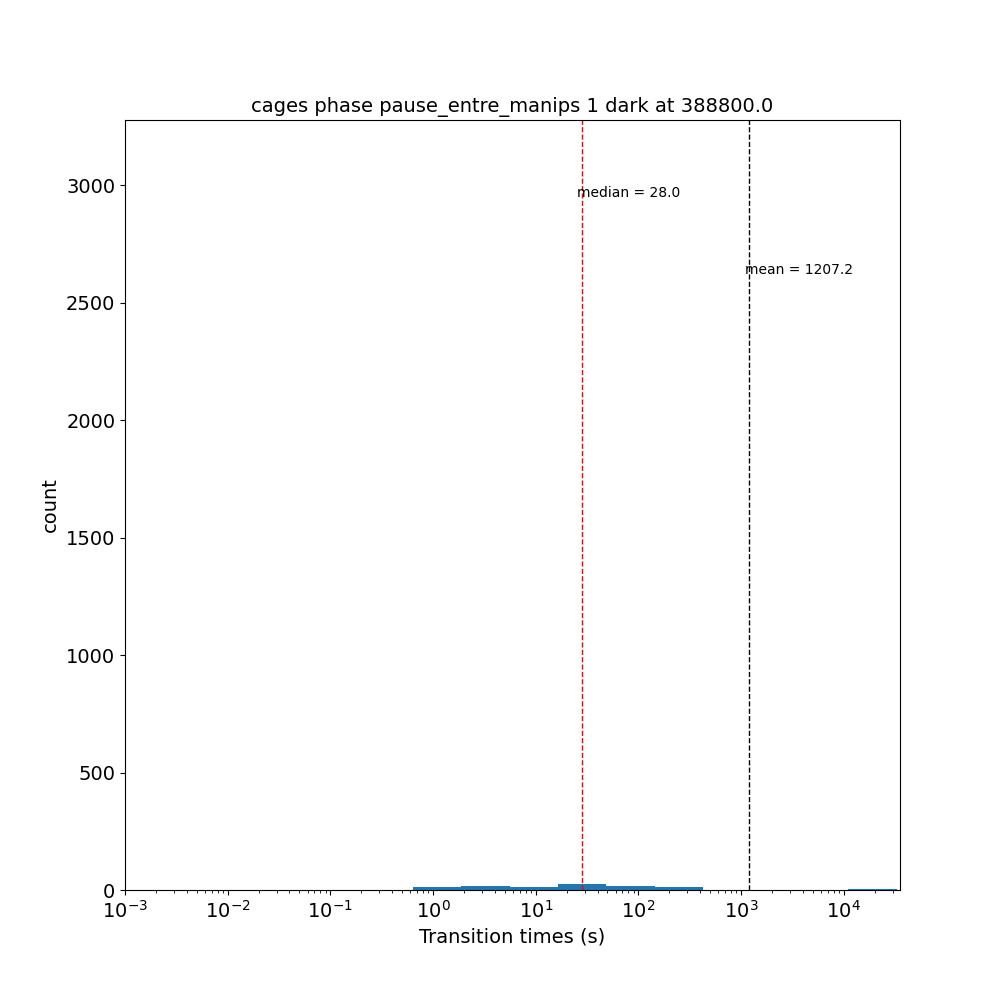 cages phase pause_entre_manips 1 dark at 388800.0
3000
median = 28.0
mean = 1207.2
2500
2000
1500
1000
500
0
count
10⁻³ 10⁻² 10⁻¹ 10⁰ 10¹ 10² 10³ 10⁴
Transition times (s)